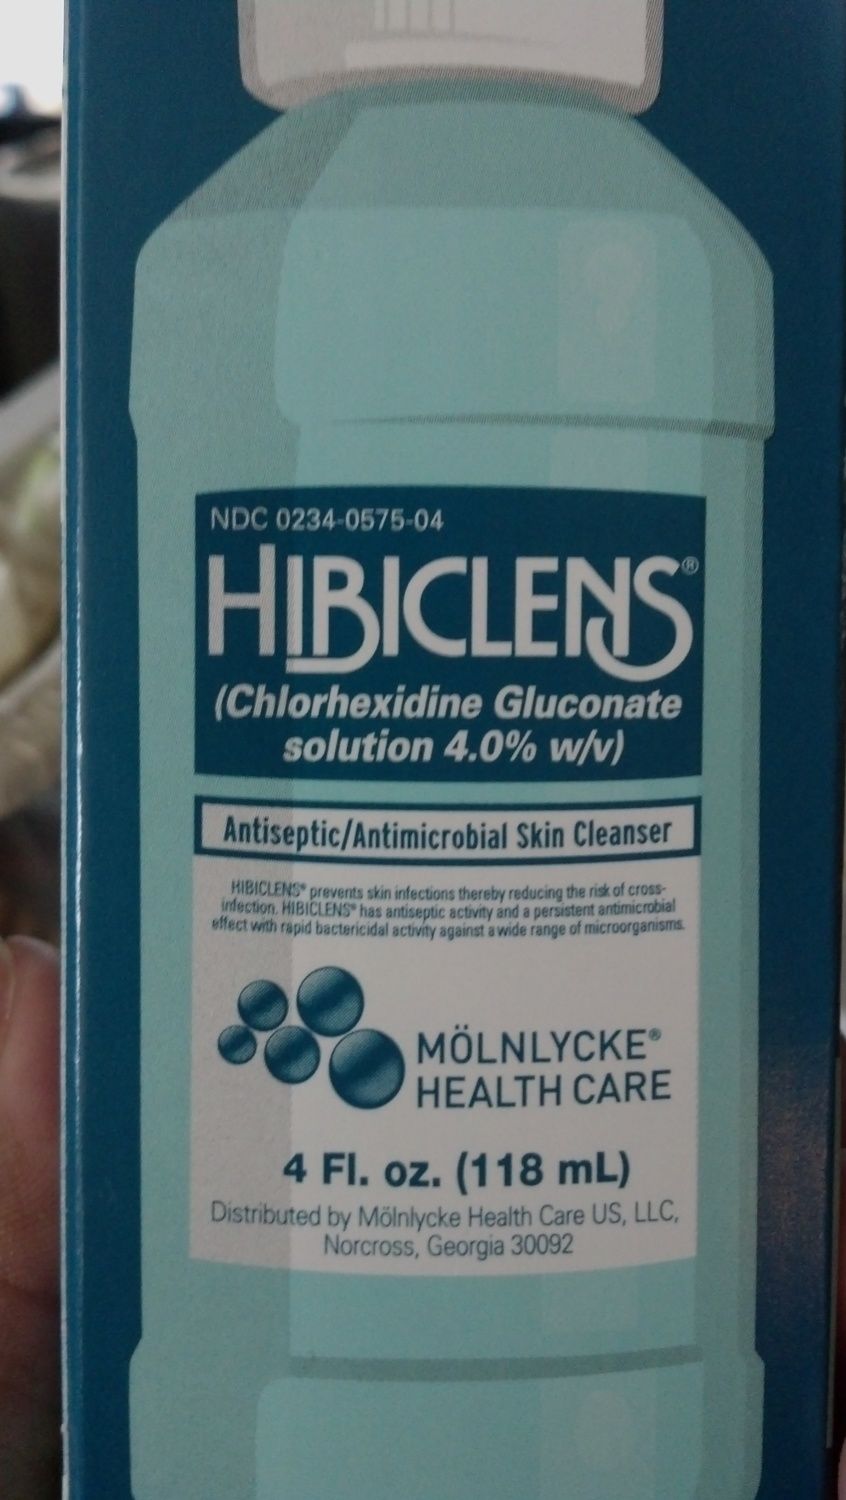 NDC 0234-0575-04
HIBICLENS®
(Chlorhexidine Gluconate
solution 4.0% w/v)
Antiseptic/Antimicrobial Skin Cleanser
HIBICLENS® prevents skin infections thereby reducing the risk of cross-
infection. HIBICLENS® has antiseptic activity and a persistent antimicrobial
effect with rapid bactericidal activity against a wide range of microorganisms.
MÖLNLYCKE®
HEALTH CARE
4 Fl. oz. (118 mL)
Distributed by Mölnlycke Health Care US, LLC,
Norcross, Georgia 30092